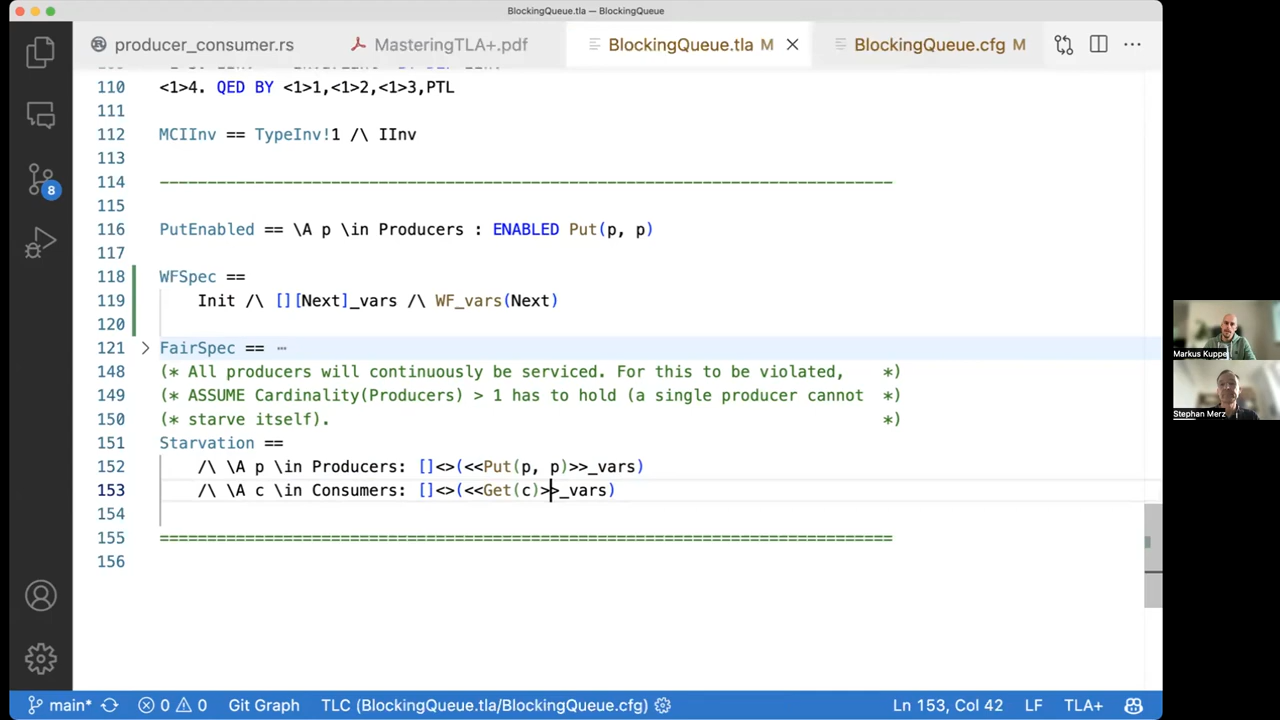 BlockingQueue.tla — BlockingQueue
producer_consumer.rs
MasteringTLA+.pdf
BlockingQueue.tla M
BlockingQueue.cfg M
110 <1>4. QED BY <1>1,<1>2,<1>3,PTL
111
112 MCIInv == TypeInv!1 /\ IInv
113
114 ------------------------------------------------------------------------------
115
116 PutEnabled == \A p \in Producers : ENABLED Put(p, p)
117
118 WFSpec ==
119 Init /\ [][Next]_vars /\ WF_vars(Next)
120
121 FairSpec == ⋯
148 (* All producers will continuously be serviced. For this to be violated, *)
149 (* ASSUME Cardinality(Producers) > 1 has to hold (a single producer cannot *)
150 (* starve itself). *)
151 Starvation ==
152 /\ \A p \in Producers: []<>(<<Put(p, p)>>_vars)
153 /\ \A c \in Consumers: []<>(<<Get(c)>>_vars)
154
155 ==============================================================================
156
8
Markus Kuppe
Stephan Merz
main* 0 0 Git Graph TLC (BlockingQueue.tla/BlockingQueue.cfg) Ln 153, Col 42 LF TLA+